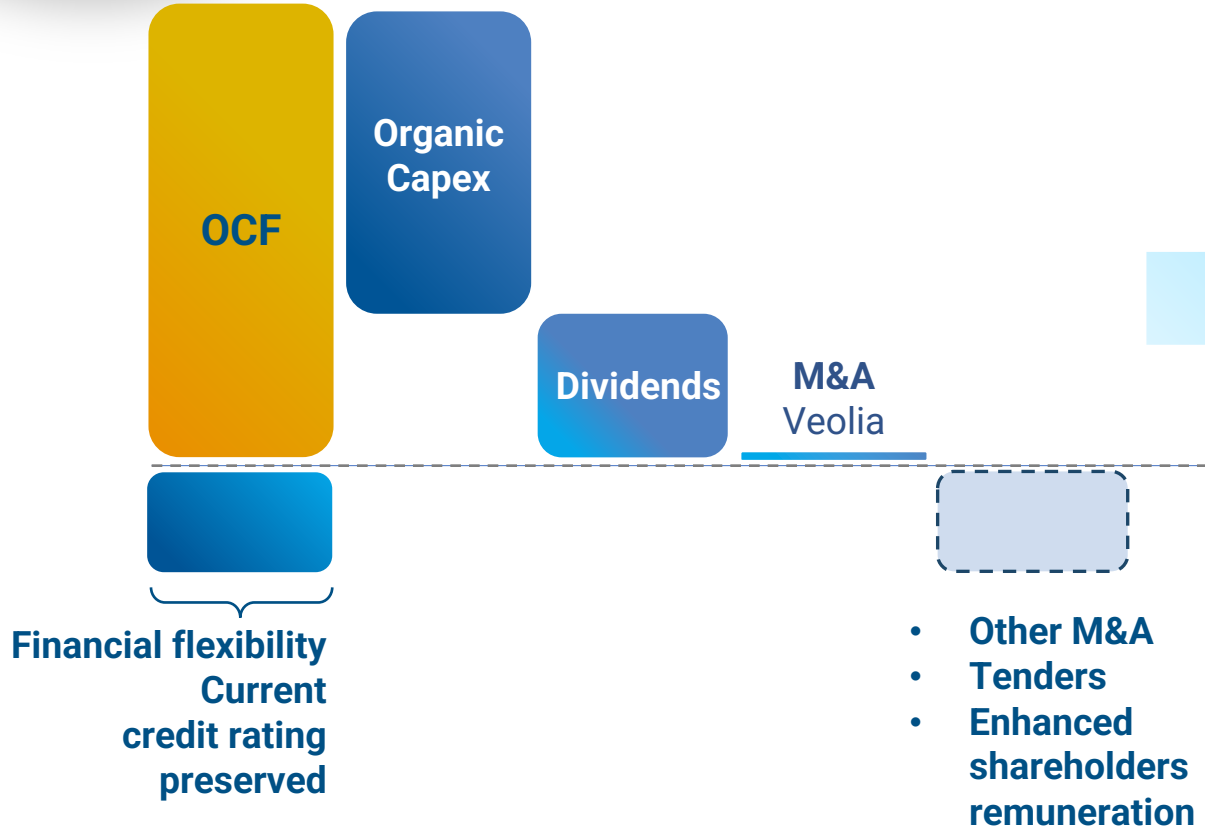 OCF
Organic
Capex
Dividends
M&A
Veolia
Financial flexibility
Current
credit rating
preserved
• Other M&A
• Tenders
• Enhanced
shareholders
remuneration